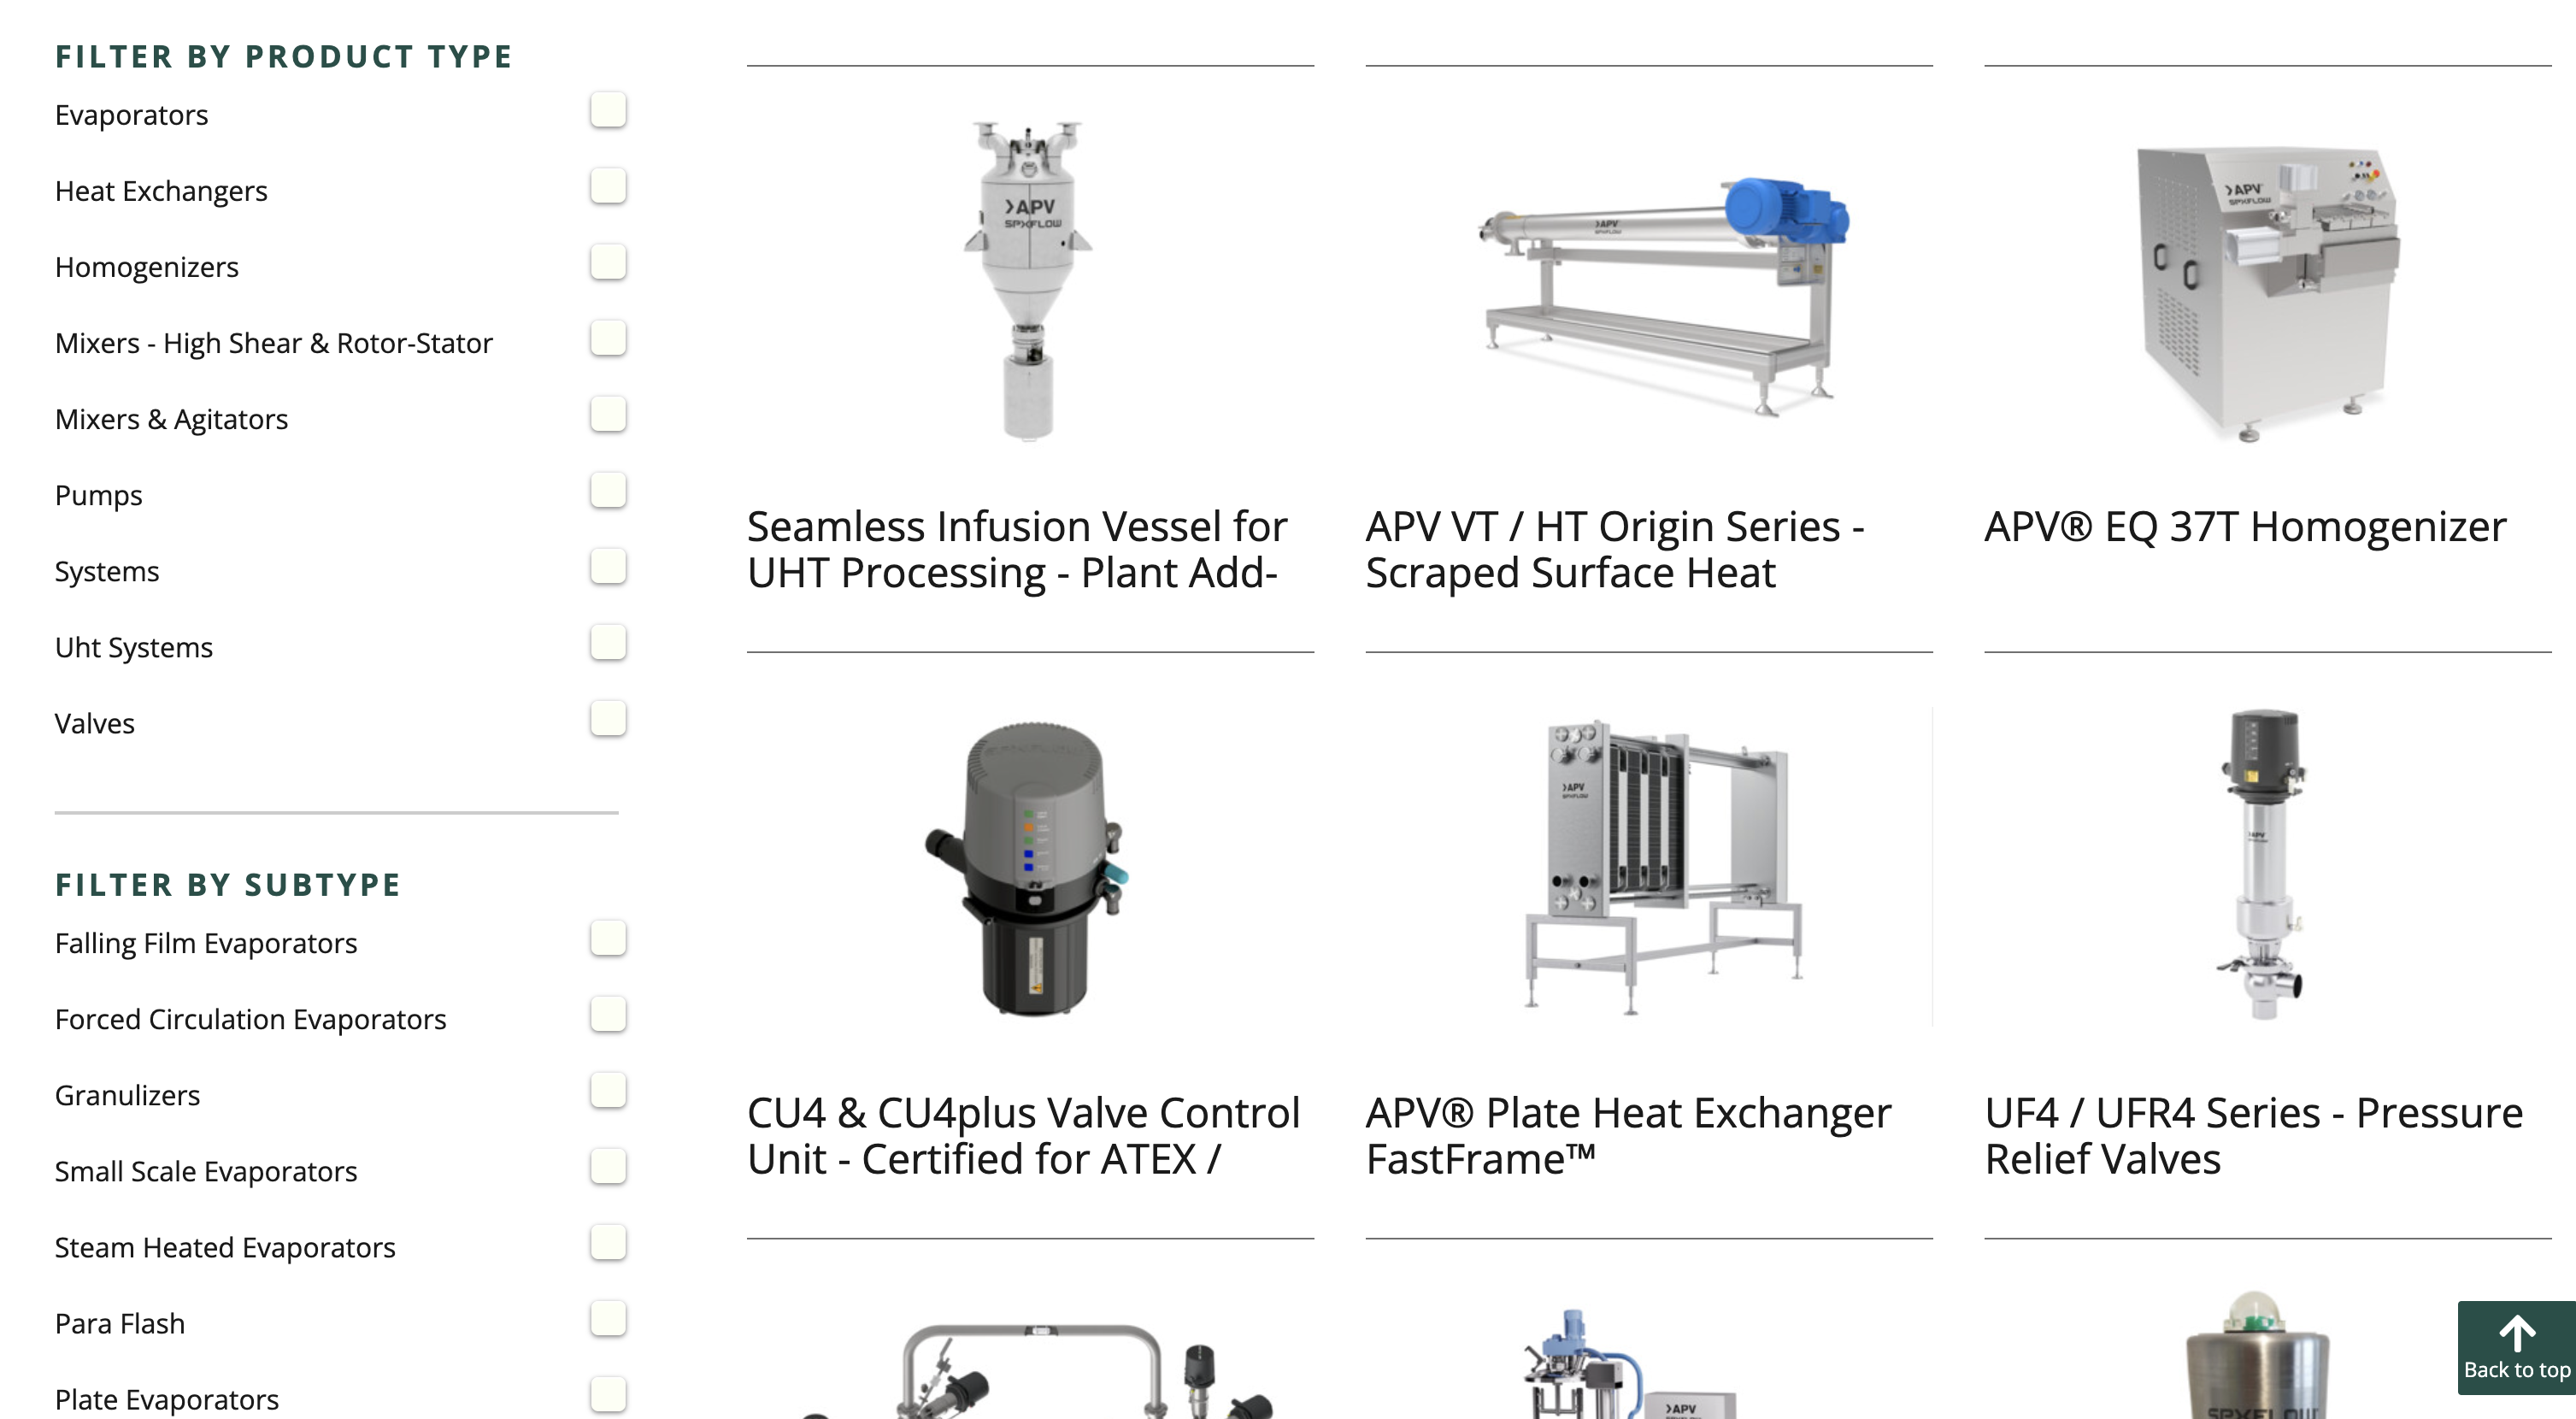 FILTER BY PRODUCT TYPE
Evaporators
Heat Exchangers
Homogenizers
Mixers - High Shear & Rotor-Stator
Mixers & Agitators
Pumps
Systems
Uht Systems
Valves
FILTER BY SUBTYPE
Falling Film Evaporators
Forced Circulation Evaporators
Granulizers
Small Scale Evaporators
Steam Heated Evaporators
Para Flash
Plate Evaporators
APV
SPXFLOW
Seamless Infusion Vessel for
UHT Processing - Plant Add-
APV
SPXFLOW
APV VT / HT Origin Series -
Scraped Surface Heat
APV
SPXFLOW
APV® EQ 37T Homogenizer
SPXFLOW
CU4 & CU4plus Valve Control
Unit - Certified for ATEX /
APV
SPXFLOW
APV® Plate Heat Exchanger
FastFrame™
APV
UF4 / UFR4 Series - Pressure
Relief Valves
APV
SPXFLOW
Back to top